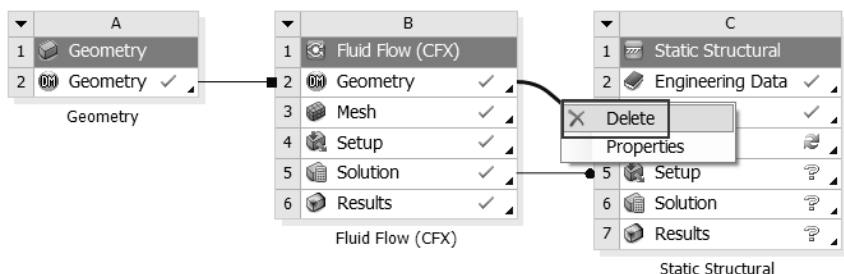 A
1 Geometry
2 DM Geometry
Geometry
B
1 Fluid Flow (CFX)
2 DM Geometry
3 Mesh
4 Setup
5 Solution
6 Results
Fluid Flow (CFX)
C
1 Static Structural
2 Engineering Data
Delete
Properties
5 Setup
6 Solution
7 Results
Static Structural